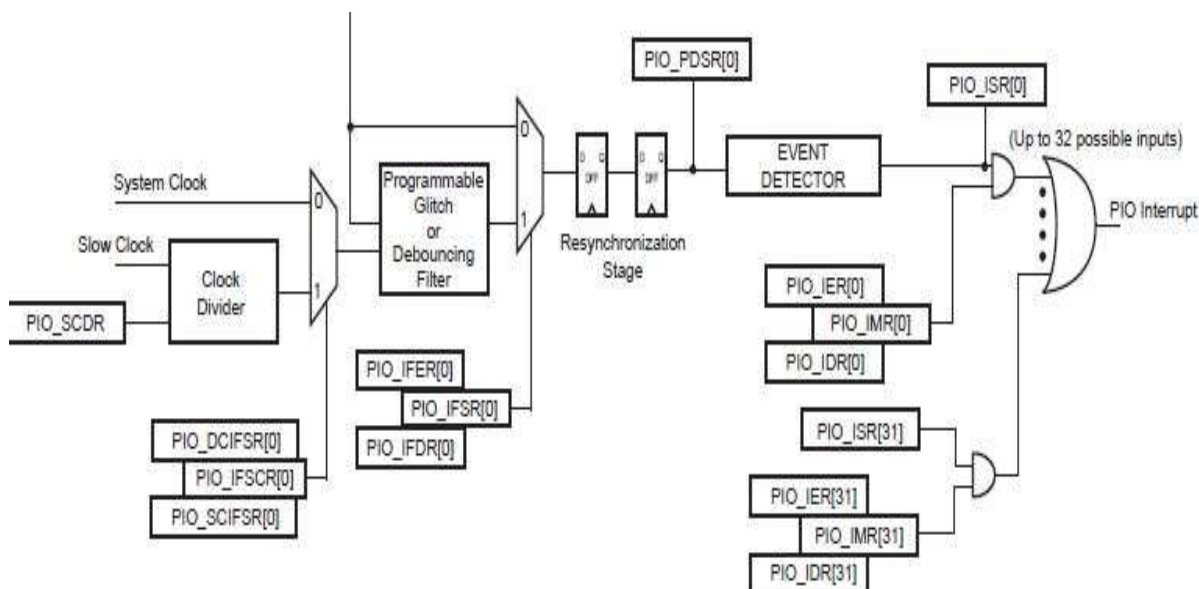 PIO_PDSR[0]
PIO_ISR[0]
(Up to 32 possible inputs)
0
System Clock
0
Programmable
Glitch
or
Debouncing
Filter
D Q
DFF
D Q
DFF
EVENT
DETECTOR
Slow Clock
1
1
PIO Interrupt
Resynchronization
Stage
Clock
Divider
PIO_SCDR
PIO_IER[0]
PIO_IMR[0]
PIO_IDR[0]
PIO_IFER[0]
PIO_IFSR[0]
PIO_IFDR[0]
PIO_DCIFSR[0]
PIO_IFSCR[0]
PIO_SCIFSR[0]
PIO_ISR[31]
PIO_IER[31]
PIO_IMR[31]
PIO_IDR[31]